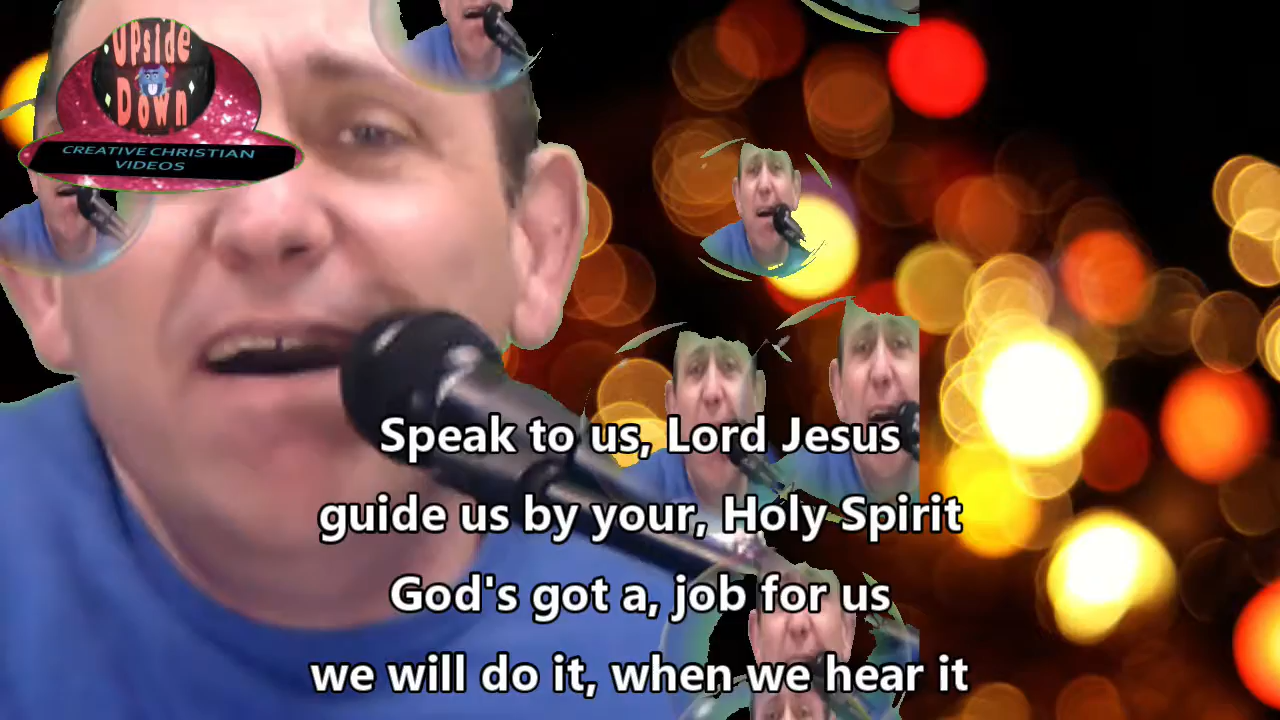 Upside
Down
CREATIVE CHRISTIAN
VIDEOS
Speak to us, Lord Jesus
guide us by your, Holy Spirit
God's got a, job for us
we will do it, when we hear it